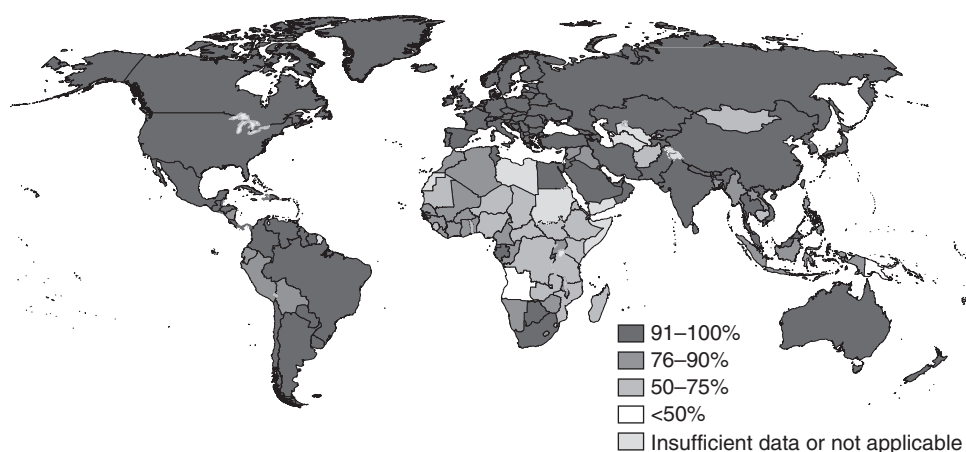 91–100%
76–90%
50–75%
<50%
Insufficient data or not applicable